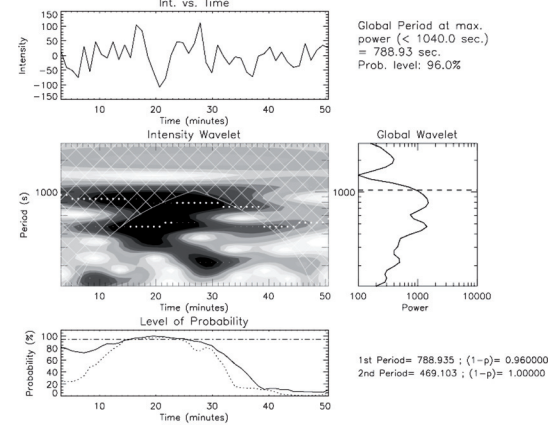 Int. vs. Time
150
100
50
0
-50
-100
-150
Intensity
10 20 30 40 50
Time (minutes)
Global Period at max.
power (< 1040.0 sec.)
= 788.93 sec.
Prob. level: 96.0%
Intensity Wavelet
Global Wavelet
Period (s)
1000
1000
10 20 30 40 50
Time (minutes)
100 1000 10000
Power
Level of Probability
Probability (%)
100
80
60
40
20
0
10 20 30 40 50
Time (minutes)
1st Period= 788.935 ; (1-p)= 0.960000
2nd Period= 469.103 ; (1-p)= 1.00000